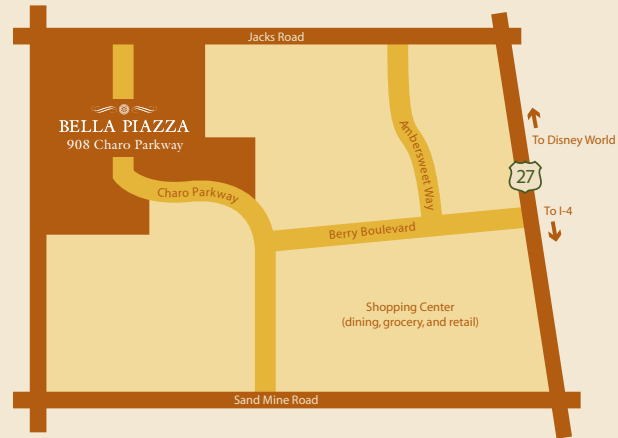 Jacks Road
BELLA PIAZZA
908 Charo Parkway
Ambersweet Way
To Disney World
27
Charo Parkway
To I-4
Berry Boulevard
Shopping Center
(dining, grocery, and retail)
Sand Mine Road